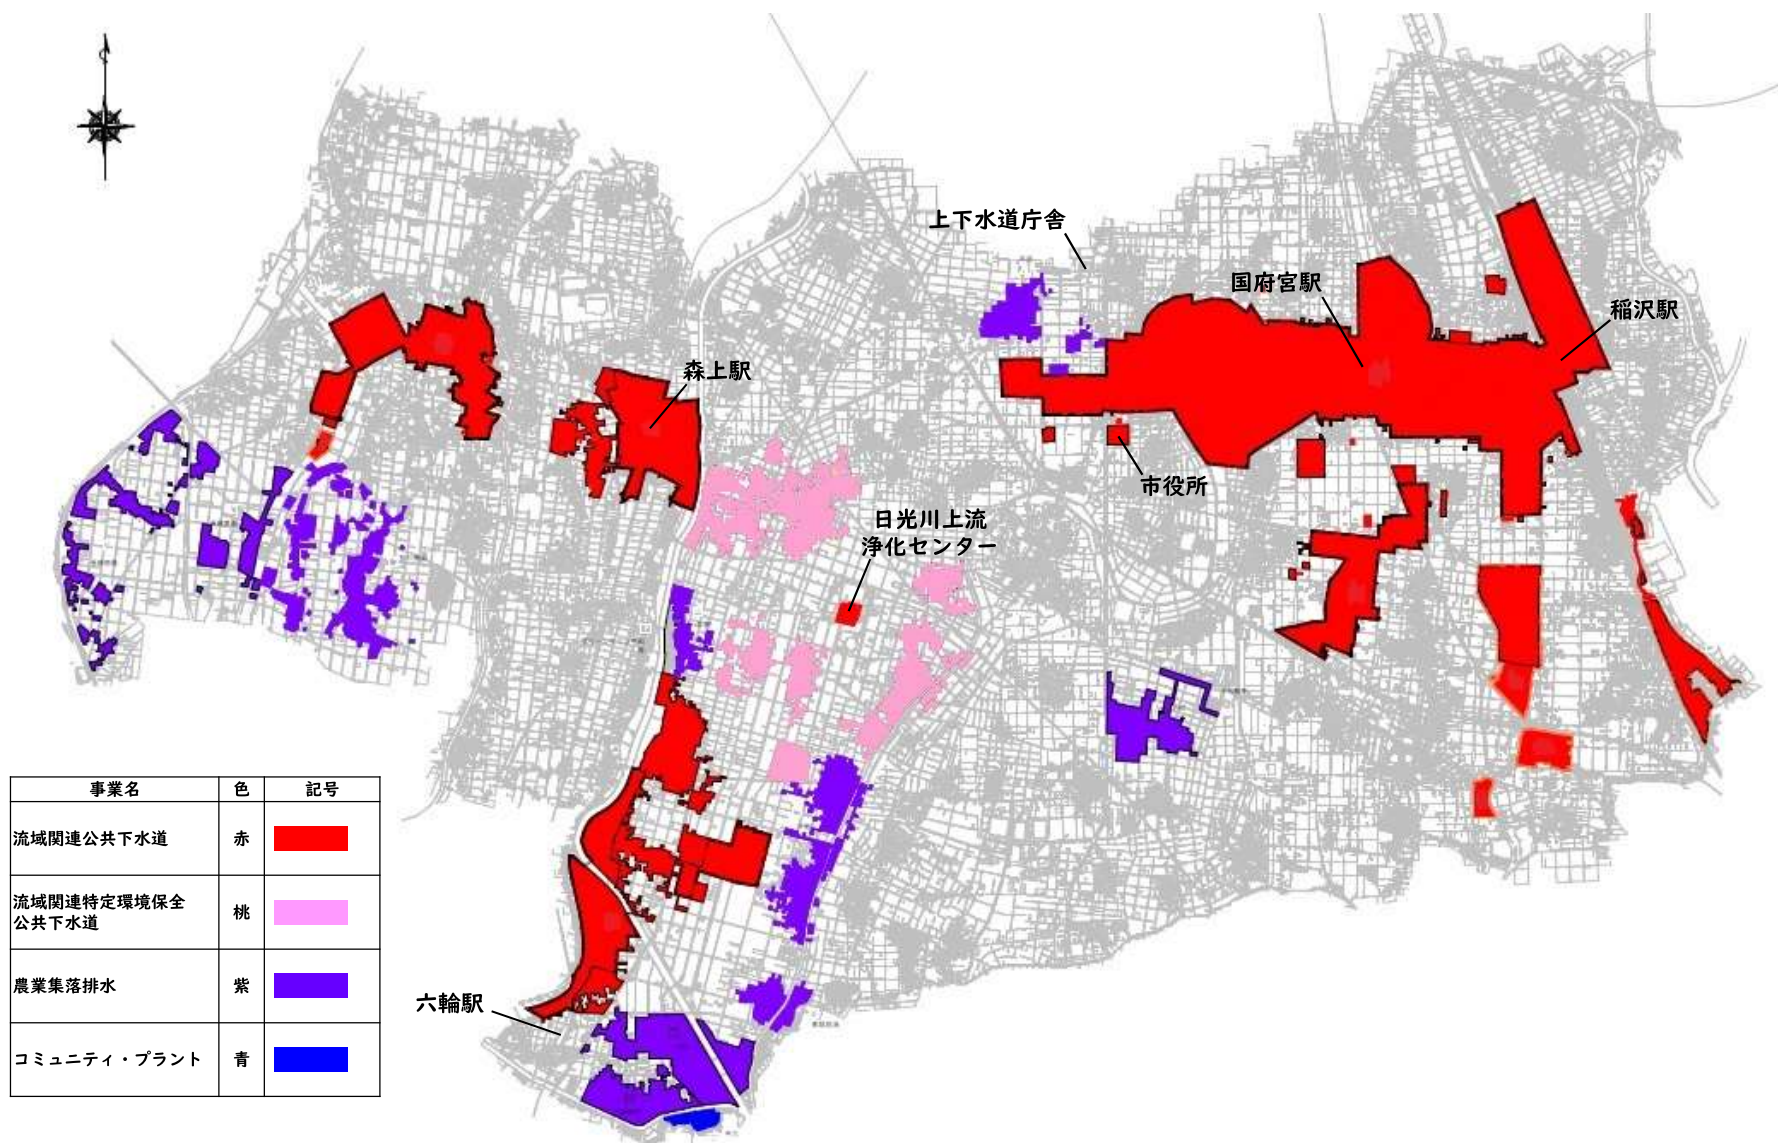 上下水道庁舎
国府宮駅
稲沢駅
森上駅
市役所
日光川上流
浄化センター
六輪駅
事業名 色 記号
流域関連公共下水道 赤
流域関連特定環境保全
公共下水道 桃
農業集落排水 紫
コミュニティ・プラント 青